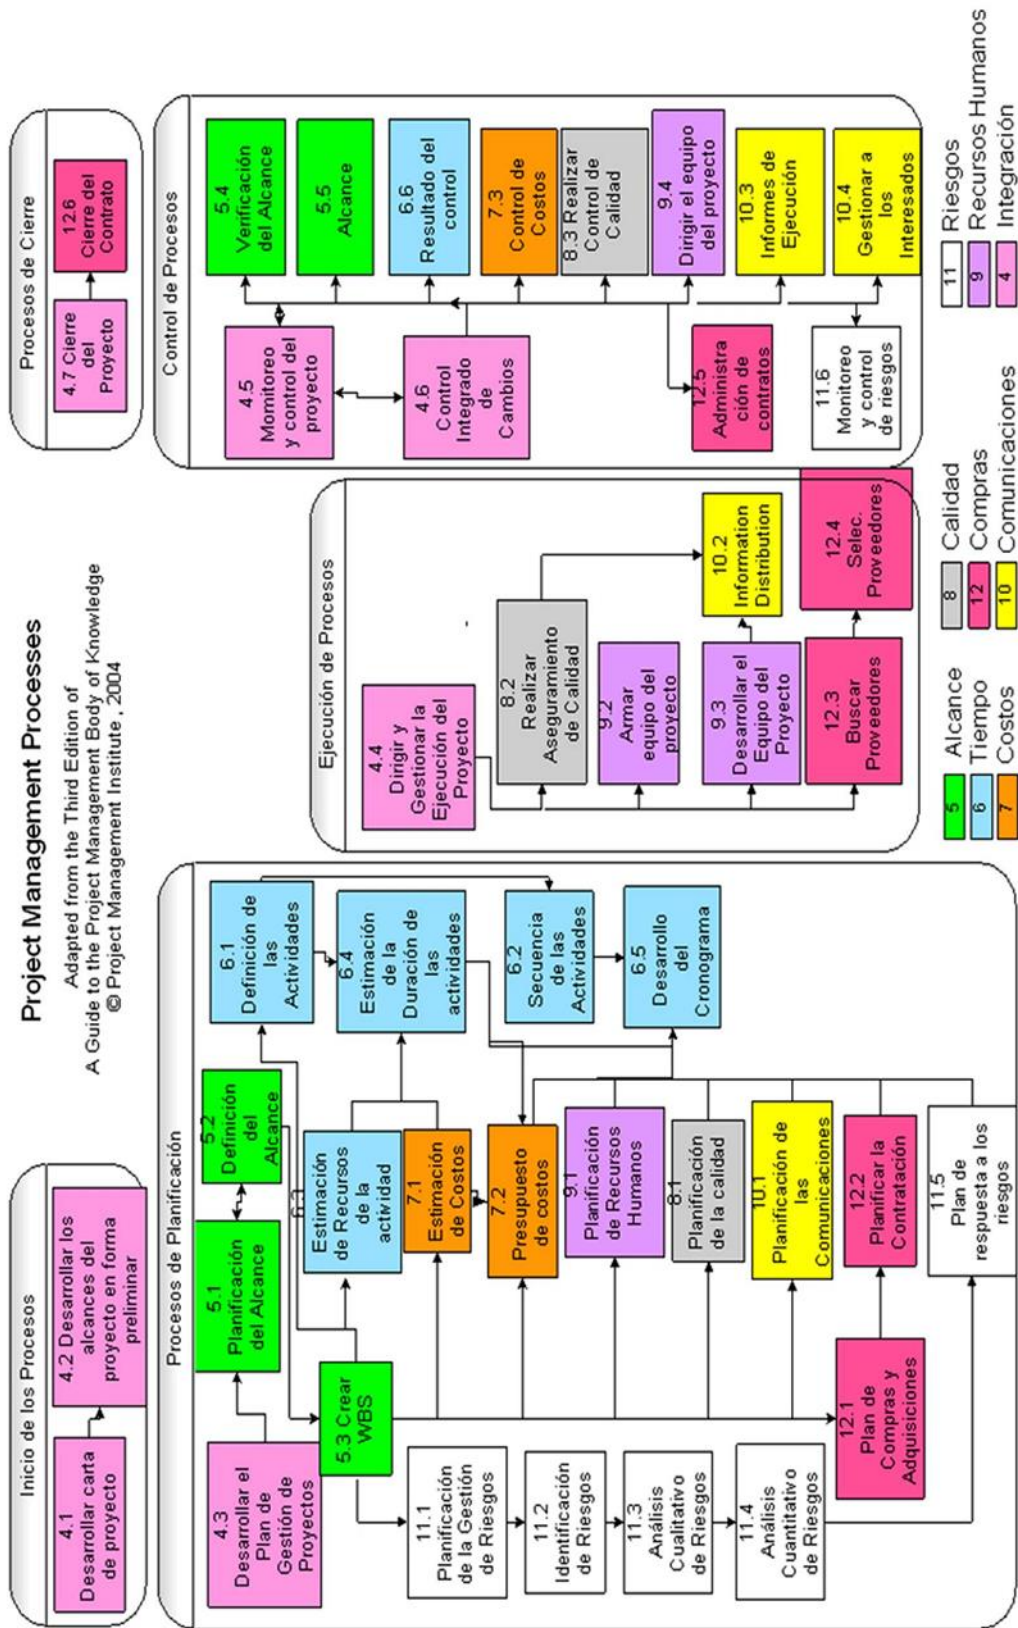 Project Management Processes
Adapted from the Third Edition of
A Guide to the Project Management Body of Knowledge
© Project Management Institute , 2004
Inicio de los Procesos
4.1
Desarrollar carta
de proyecto
4.2 Desarrollar los
alcances del
proyecto en forma
preliminar
Procesos de Planificación
4.3
Desarrollar el
Plan de
Gestión de
Proyectos
5.1
Planificación
del Alcance
5.2
Definición
del
Alcance
5.3 Crear
WBS
6.1
Definición de
las
Actividades
6.3
Estimación
de Recursos
de la
actividad
6.4
Estimación
de la
Duración de
las
actividades
7.1
Estimación
de Costos
7.2
Presupuesto
de costos
6.2
Secuencia
de las
Actividades
6.5
Desarrollo
del
Cronograma
9.1
Planificación
de Recursos
Humanos
8.1
Planificación
de la calidad
10.1
Planificación de
las
Comunicaciones
12.1
Plan de
Compras y
Adquisiciones
12.2
Planificar la
Contratación
11.1
Planificación
de la Gestión
de Riesgos
11.2
Identificación
de Riesgos
11.3
Análisis
Cualitativo
de Riesgos
11.4
Análisis
Cuantitativo
de Riesgos
11.5
Plan de
respuesta a los
riesgos
Ejecución de Procesos
4.4
Dirigir y
Gestionar la
Ejecución del
Proyecto
8.2
Realizar
Aseguramiento
de Calidad
9.2
Armar
equipo del
proyecto
9.3
Desarrollar el
Equipo del
Proyecto
10.2
Information
Distribution
12.3
Buscar
Proveedores
12.4
Selec.
Proveedores
Procesos de Cierre
4.7 Cierre
del
Proyecto
12.6
Cierre del
Contrato
Control de Procesos
4.5
Momitoreo
y control del
proyecto
4.6
Control
Integrado
de
Cambios
5.4
Verificación
del Alcance
5.5
Alcance
6.6
Resultado del
control
7.3
Control de
Costos
8.3 Realizar
Control de
Calidad
9.4
Dirigir el equipo
del proyecto
10.3
Informes de
Ejecución
10.4
Gestionar a
los
Interesados
12.5
Administra
ción de
contratos
11.6
Monitoreo
y control
de riesgos
5 Alcance
6 Tiempo
7 Costos
8 Calidad
12 Compras
10 Comunicaciones
11 Riesgos
9 Recursos Humanos
4 Integración